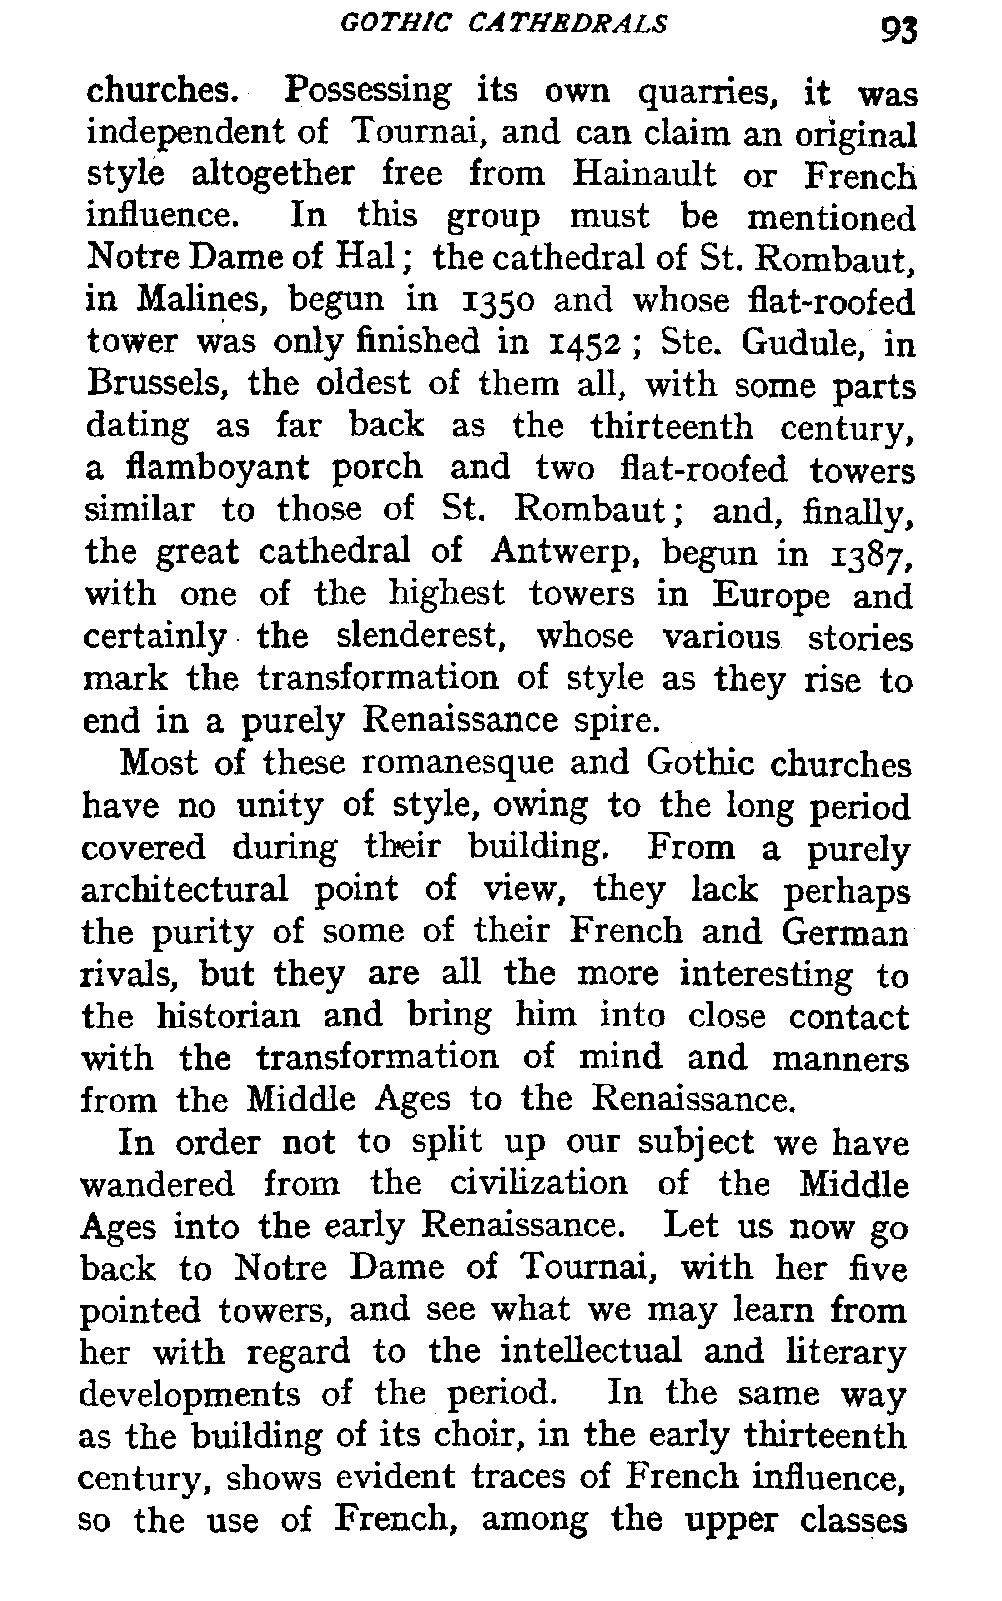 GOTHIC CATHEDRALS 93
churches. Possessing its own quarries, it was
independent of Tournai, and can claim an original
style altogether free from Hainault or French
influence. In this group must be mentioned
Notre Dame of Hal; the cathedral of St. Rombaut,
in Malines, begun in 1350 and whose flat-roofed
tower was only finished in 1452; Ste. Gudule, in
Brussels, the oldest of them all, with some parts
dating as far back as the thirteenth century,
a flamboyant porch and two flat-roofed towers
similar to those of St. Rombaut; and, finally,
the great cathedral of Antwerp, begun in 1387,
with one of the highest towers in Europe and
certainly the slenderest, whose various stories
mark the transformation of style as they rise to
end in a purely Renaissance spire.
Most of these romanesque and Gothic churches
have no unity of style, owing to the long period
covered during their building. From a purely
architectural point of view, they lack perhaps
the purity of some of their French and German
rivals, but they are all the more interesting to
the historian and bring him into close contact
with the transformation of mind and manners
from the Middle Ages to the Renaissance.
In order not to split up our subject we have
wandered from the civilization of the Middle
Ages into the early Renaissance. Let us now go
back to Notre Dame of Tournai, with her five
pointed towers, and see what we may learn from
her with regard to the intellectual and literary
developments of the period. In the same way
as the building of its choir, in the early thirteenth
century, shows evident traces of French influence,
so the use of French, among the upper classes